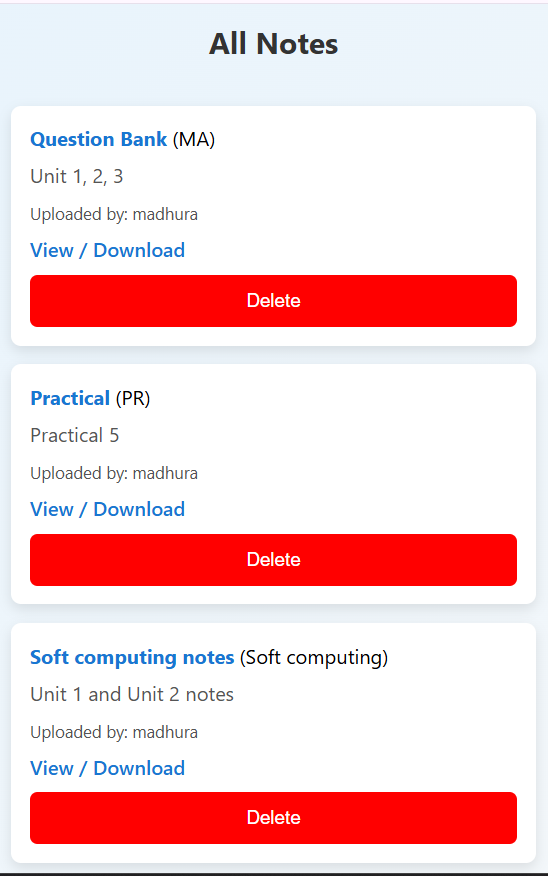 All Notes
Question Bank (MA)
Unit 1, 2, 3
Uploaded by: madhura
View / Download
Delete
Practical (PR)
Practical 5
Uploaded by: madhura
View / Download
Delete
Soft computing notes (Soft computing)
Unit 1 and Unit 2 notes
Uploaded by: madhura
View / Download
Delete